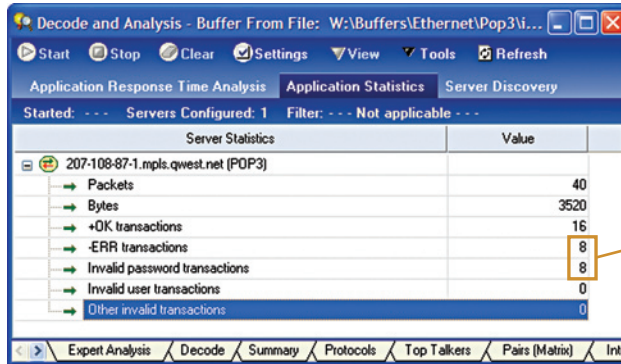 Decode and Analysis - Buffer From File: W:\Buffers\Ethernet\Pop3\i...
Start Stop Clear Settings View Tools Refresh
Application Response Time Analysis Application Statistics Server Discovery
Started: - - - Servers Configured: 1 Filter: - - - Not applicable - - -
Server Statistics Value
207-108-87-1.mpls.qwest.net (POP3)
Packets 40
Bytes 3520
+OK transactions 16
-ERR transactions 8
Invalid password transactions 8
Invalid user transactions 0
Other invalid transactions 0
Expert Analysis Decode Summary Protocols Top Talkers Pairs (Matrix) Int